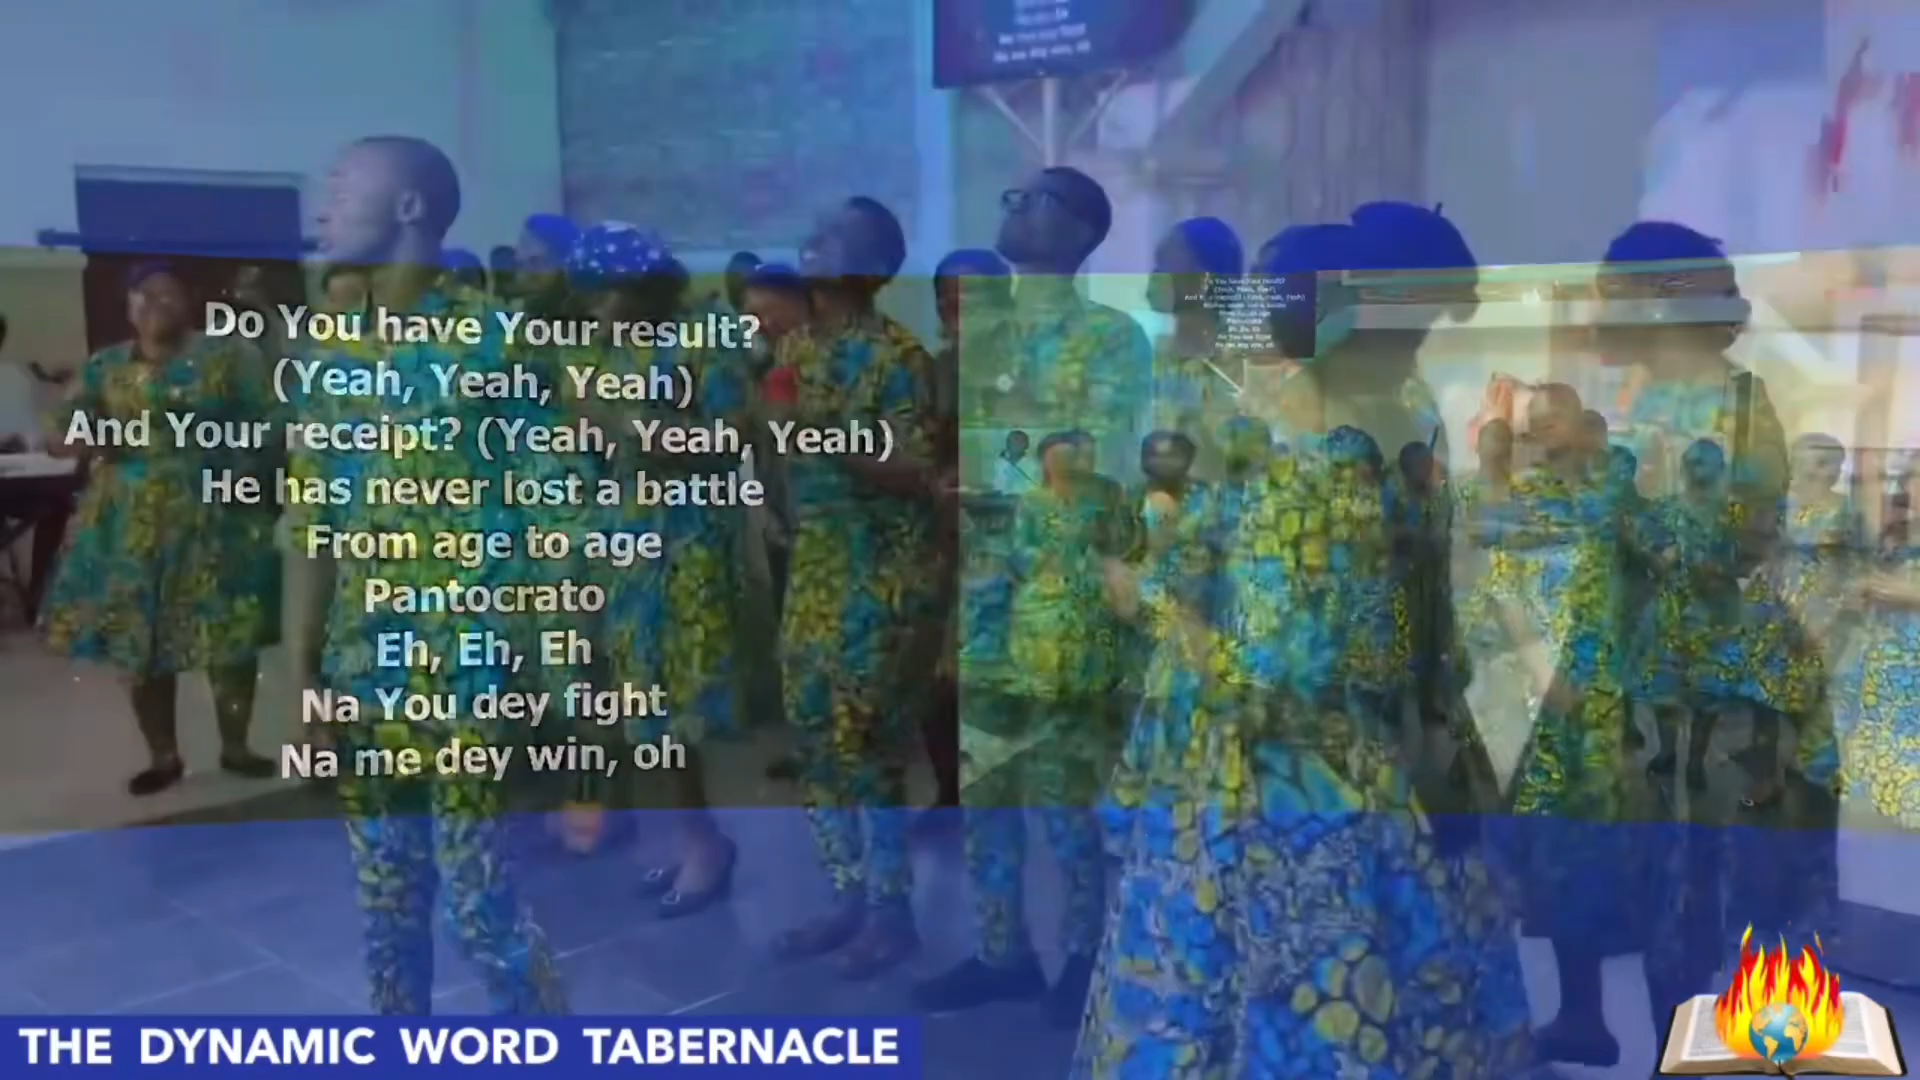 Do You have Your result?
(Yeah, Yeah, Yeah)
And Your receipt? (Yeah, Yeah, Yeah)
He has never lost a battle
From age to age
Pantocrato
Eh, Eh, Eh
Na You dey fight
Na me dey win, oh
THE DYNAMIC WORD TABERNACLE